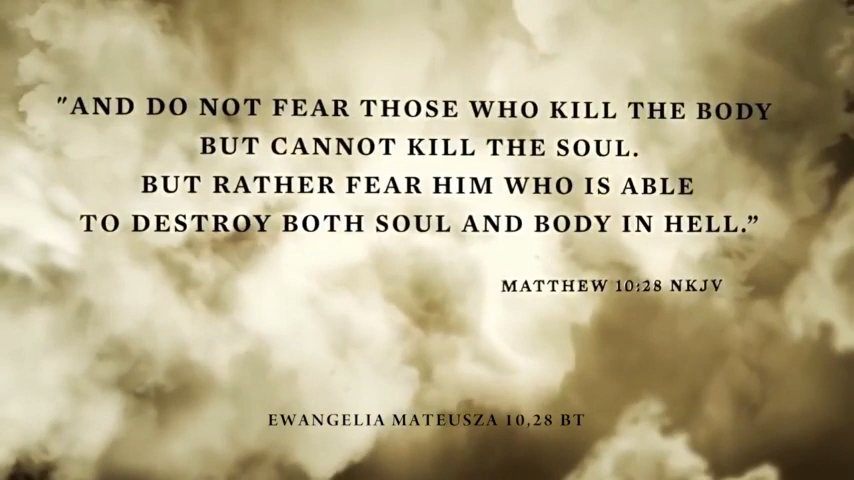 "AND DO NOT FEAR THOSE WHO KILL THE BODY
BUT CANNOT KILL THE SOUL.
BUT RATHER FEAR HIM WHO IS ABLE
TO DESTROY BOTH SOUL AND BODY IN HELL."
MATTHEW 10:28 NKJV
EWANGELIA MATEUSZA 10,28 BT